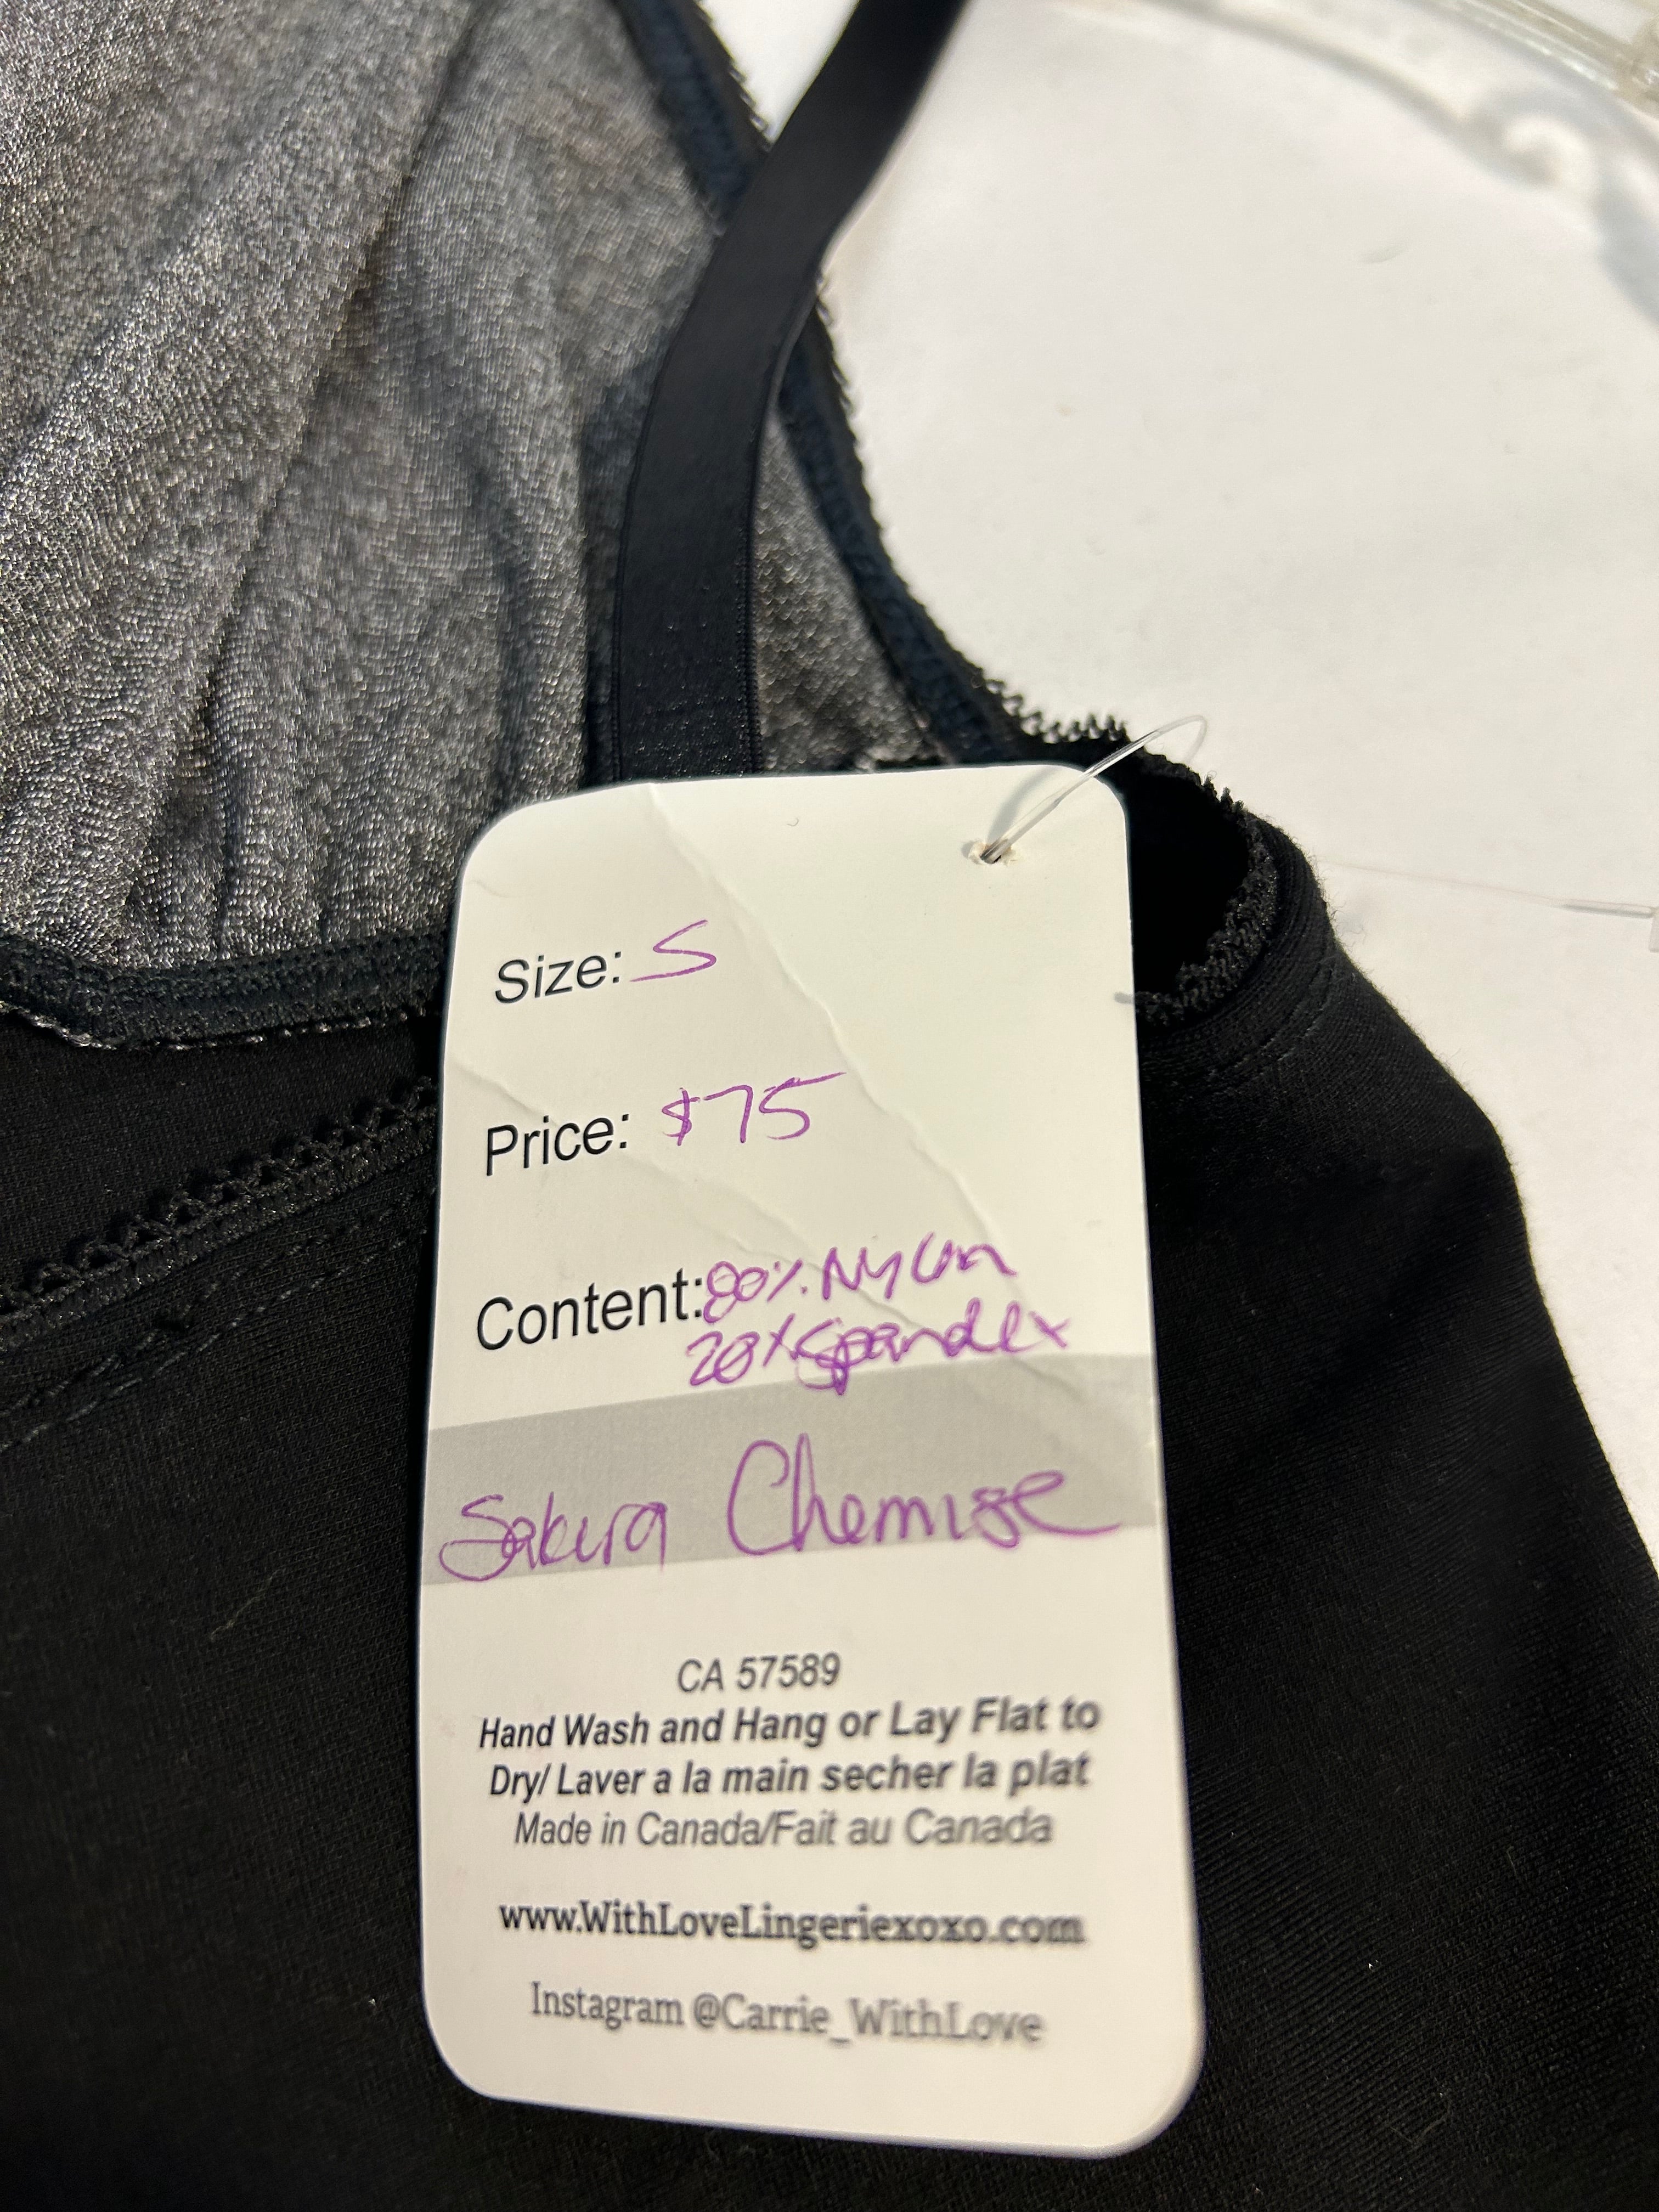 Size: S
Price: $75
Content: 80% Nylon
20% Spandex
Sakura Chemise
CA 57589
Hand Wash and Hang or Lay Flat to
Dry/ Laver a la main secher la plat
Made in Canada/Fait au Canada
www.WithLoveLingeriexoxo.com
Instagram @Carrie_WithLove